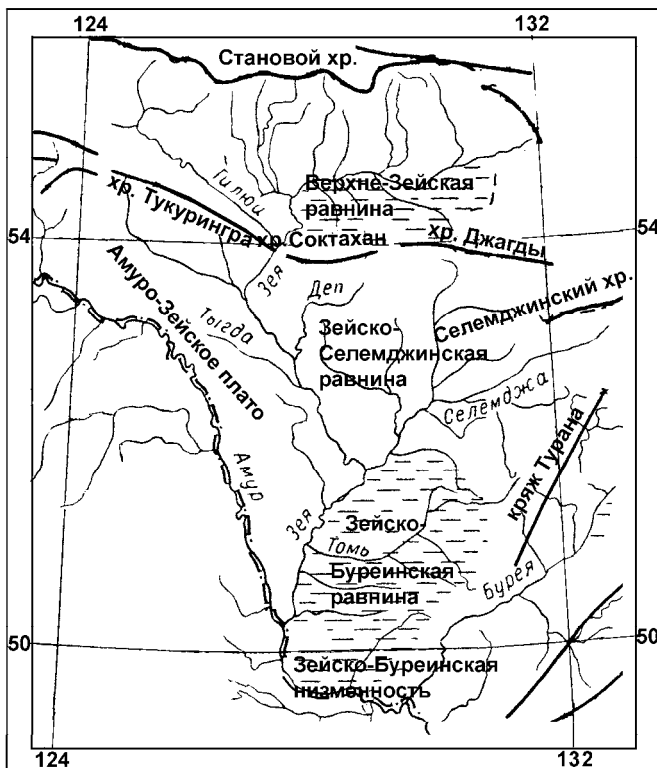 124
132
Становой хр.
Гилюй
Верхне-Зейская
равнина
хр. Тукурингра
хр.Соктахан
хр. Джагды
54
54
Зея
Деп
Амуро-Зейское плато
Тыгда
Зейско-
Селемджинская
равнина
Селемджинский хр.
Селемджа
кряж Турана
Амур
Зея
Зейско-
Томь
Буреинская
равнина
Бурея
50
50
Зейско-Буреинская
низменность
124
132